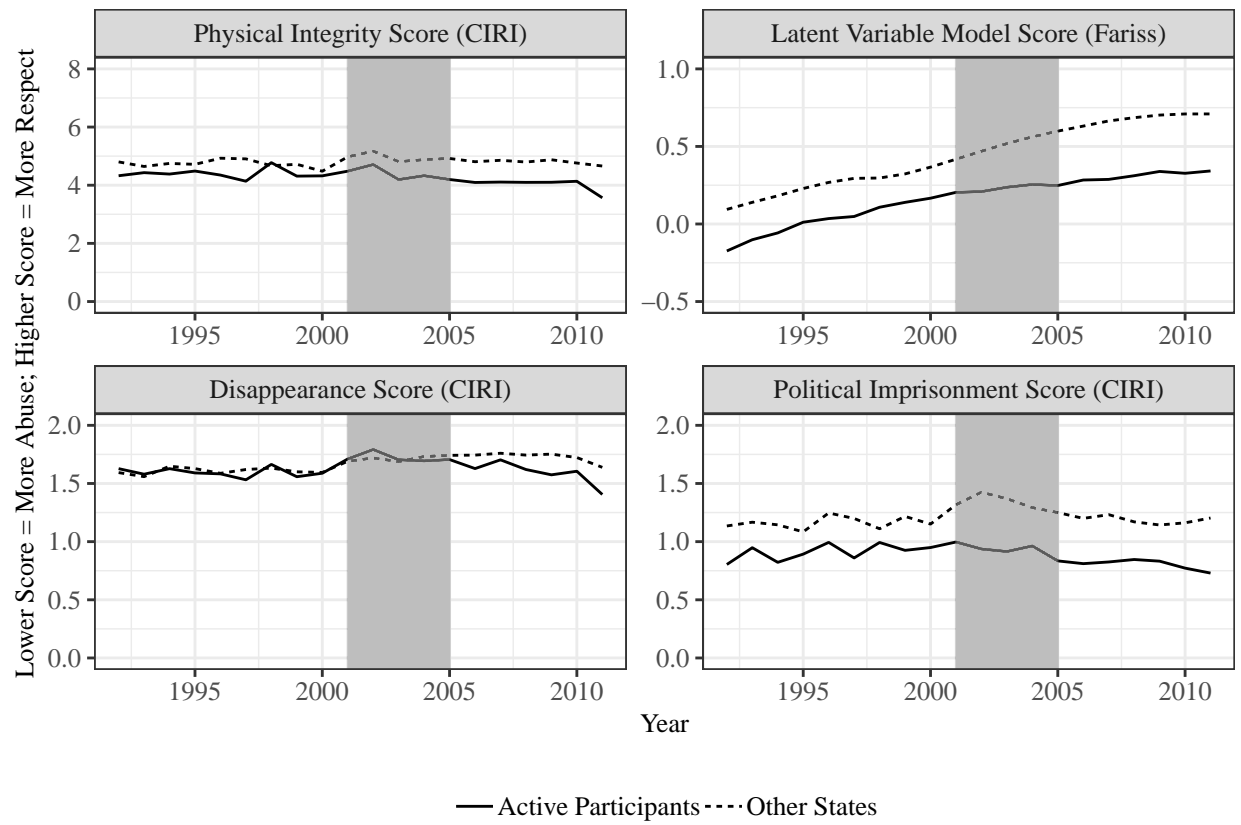 Lower Score = More Abuse; Higher Score = More Respect
Physical Integrity Score (CIRI)
8
6
4
2
0
1995 2000 2005 2010
Latent Variable Model Score (Fariss)
1.0
0.5
0.0
−0.5
1995 2000 2005 2010
Disappearance Score (CIRI)
2.0
1.5
1.0
0.5
0.0
1995 2000 2005 2010
Political Imprisonment Score (CIRI)
2.0
1.5
1.0
0.5
0.0
1995 2000 2005 2010
Year
Active Participants Other States